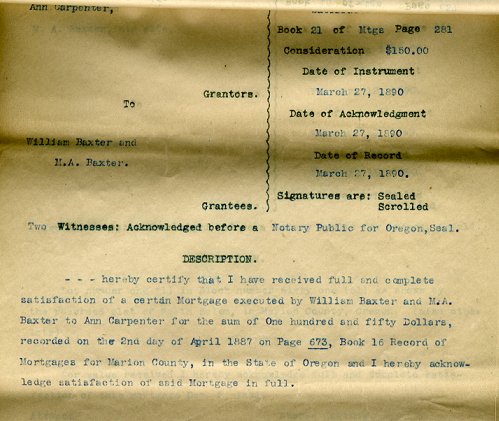 Ann Carpenter,
Book 21 of Mtgs Page 281
Consideration $150.00
Date of Instrument
Grantors.
March 27, 1890
To
Date of Acknowledgment
March 27, 1890
William Baxter and
Date of Record
M.A. Baxter.
March 27, 1890.
Signatures are: Sealed
Grantees.
Scrolled
Two Witnesses: Acknowledged before a Notary Public for Oregon,Seal.
DESCRIPTION.
- - - hereby certify that I have received full and complete
satisfaction of a certán Mortgage executed by William Baxter and M.A.
Baxter to Ann Carpenter for the sum of One hundred and fifty Dollars,
recorded on the 2nd day of April 1887 on Page 673, Book 16 Record of
Mortgages for Marion County, in the State of Oregon and I hereby acknow-
ledge satisfaction of said Mortgage in full.